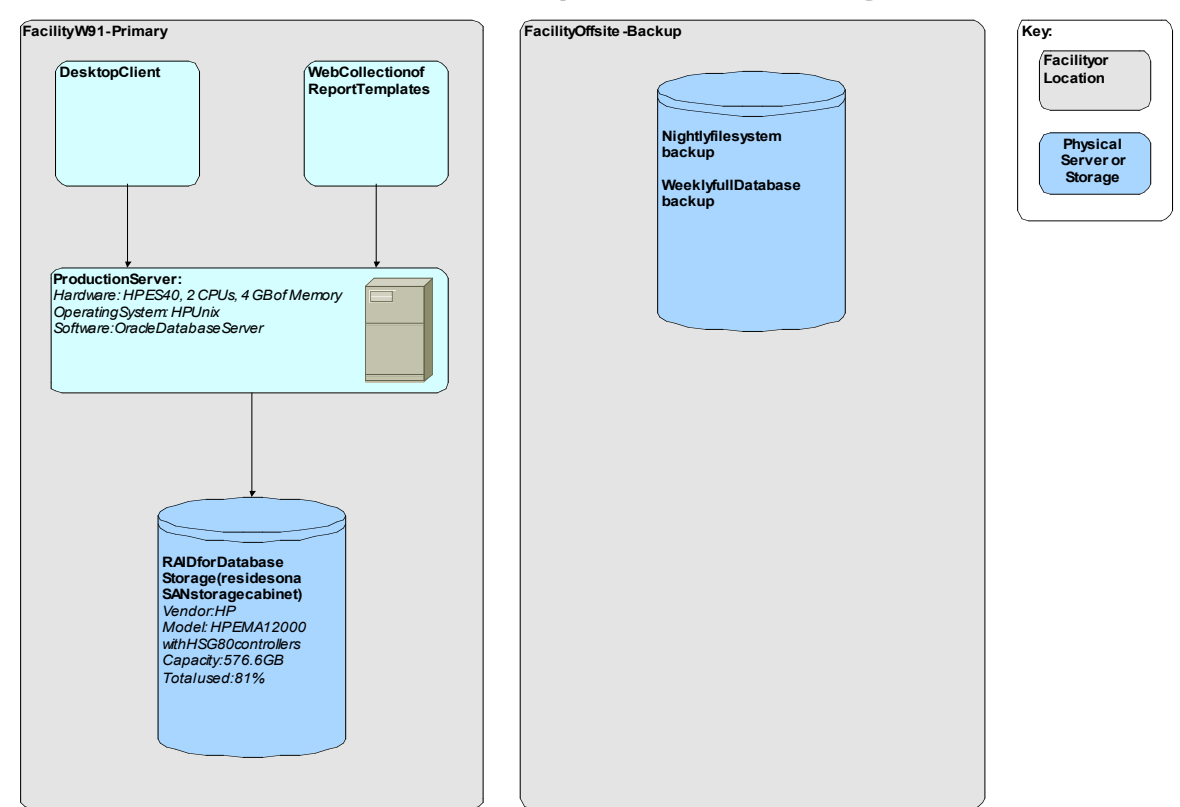 FacilityW91-Primary
DesktopClient
WebCollectionof
ReportTemplates
ProductionServer:
Hardware: HPES40, 2 CPUs, 4 GBof Memory
OperatingSystem: HPUnix
Software:OracleDatabaseServer
RAIDforDatabase
Storage(residesona
SANstoragecabinet)
Vendor:HP
Model: HPEMA12000
withHSG80controllers
Capacity:576.6GB
Totalused:81%
FacilityOffsite-Backup
Nightlyfilesystem
backup
WeeklyfullDatabase
backup
Key:
Facilityor
Location
Physical
Server or
Storage